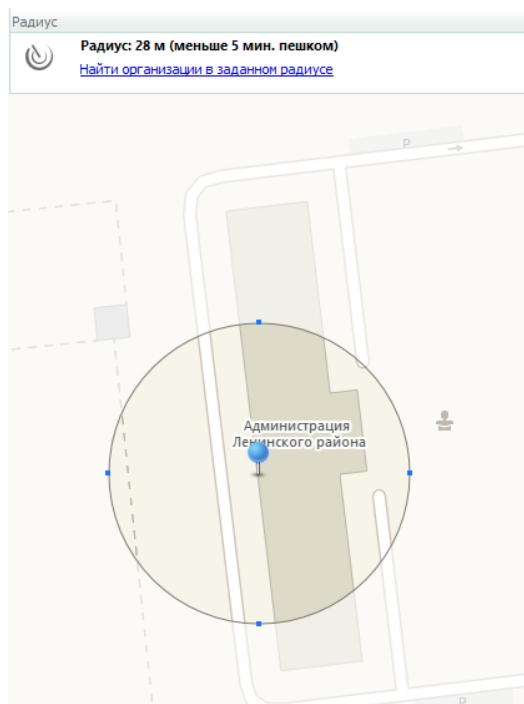 Радиус
Радиус: 28 м (меньше 5 мин. пешком)
Найти организации в заданном радиусе
P
Администрация
Ленинского района
P